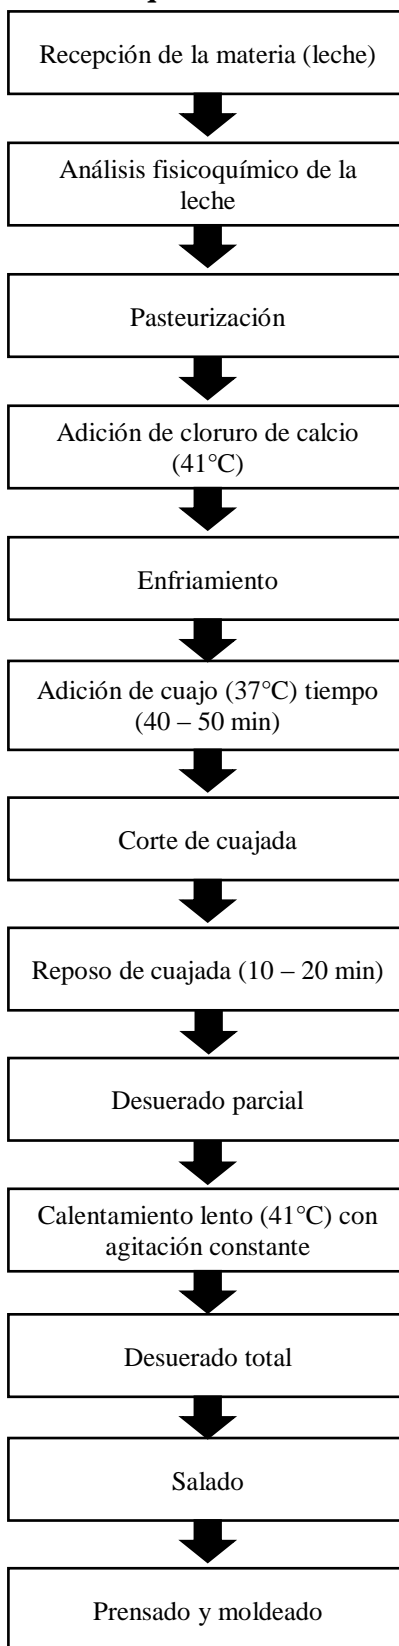 Recepción de la materia (leche)
Análisis fisicoquímico de la
leche
Pasteurización
Adición de cloruro de calcio
(41°C)
Enfriamiento
Adición de cuajo (37°C) tiempo
(40 – 50 min)
Corte de cuajada
Reposo de cuajada (10 – 20 min)
Desuerado parcial
Calentamiento lento (41°C) con
agitación constante
Desuerado total
Salado
Prensado y moldeado